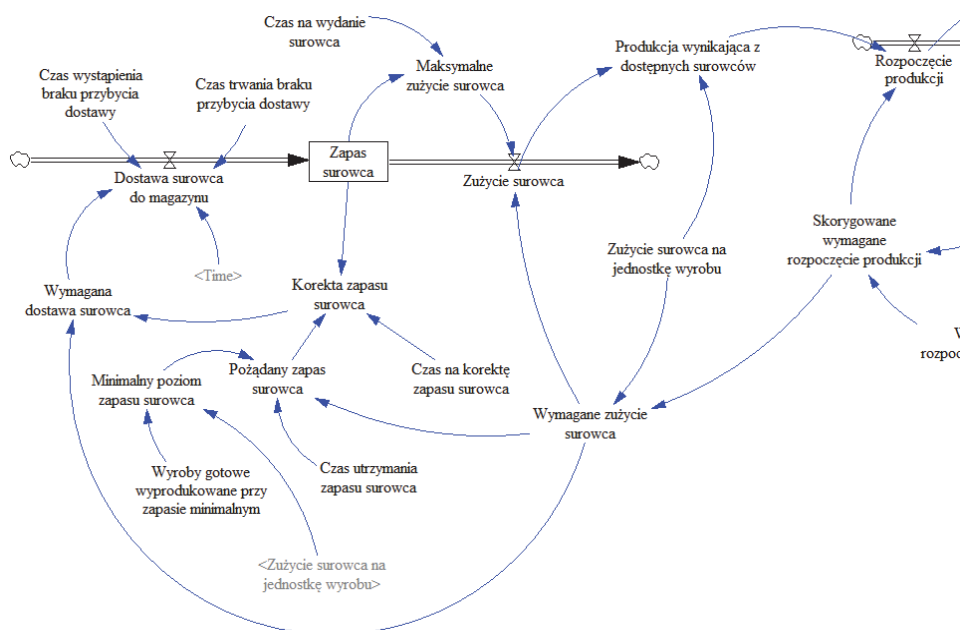 Czas na wydanie
surowca
Produkcja wynikająca z
dostępnych surowców
Rozpoczęcie
produkcji
Maksymalne
zużycie surowca
Czas wystąpienia
braku przybycia
dostawy
Czas trwania braku
przybycia dostawy
Zapas
surowca
Dostawa surowca
do magazynu
Zużycie surowca
Skorygowane
wymagane
rozpoczęcie produkcji
Zużycie surowca na
jednostkę wyrobu
<Time>
Wymagana
dostawa surowca
Korekta zapasu
surowca
W
rozpoc
Minimalny poziom
zapasu surowca
Pożądany zapas
surowca
Czas na korektę
zapasu surowca
Wymagane zużycie
surowca
Wyroby gotowe
wyprodukowane przy
zapasie minimalnym
Czas utrzymania
zapasu surowca
<Zużycie surowca na
jednostkę wyrobu>